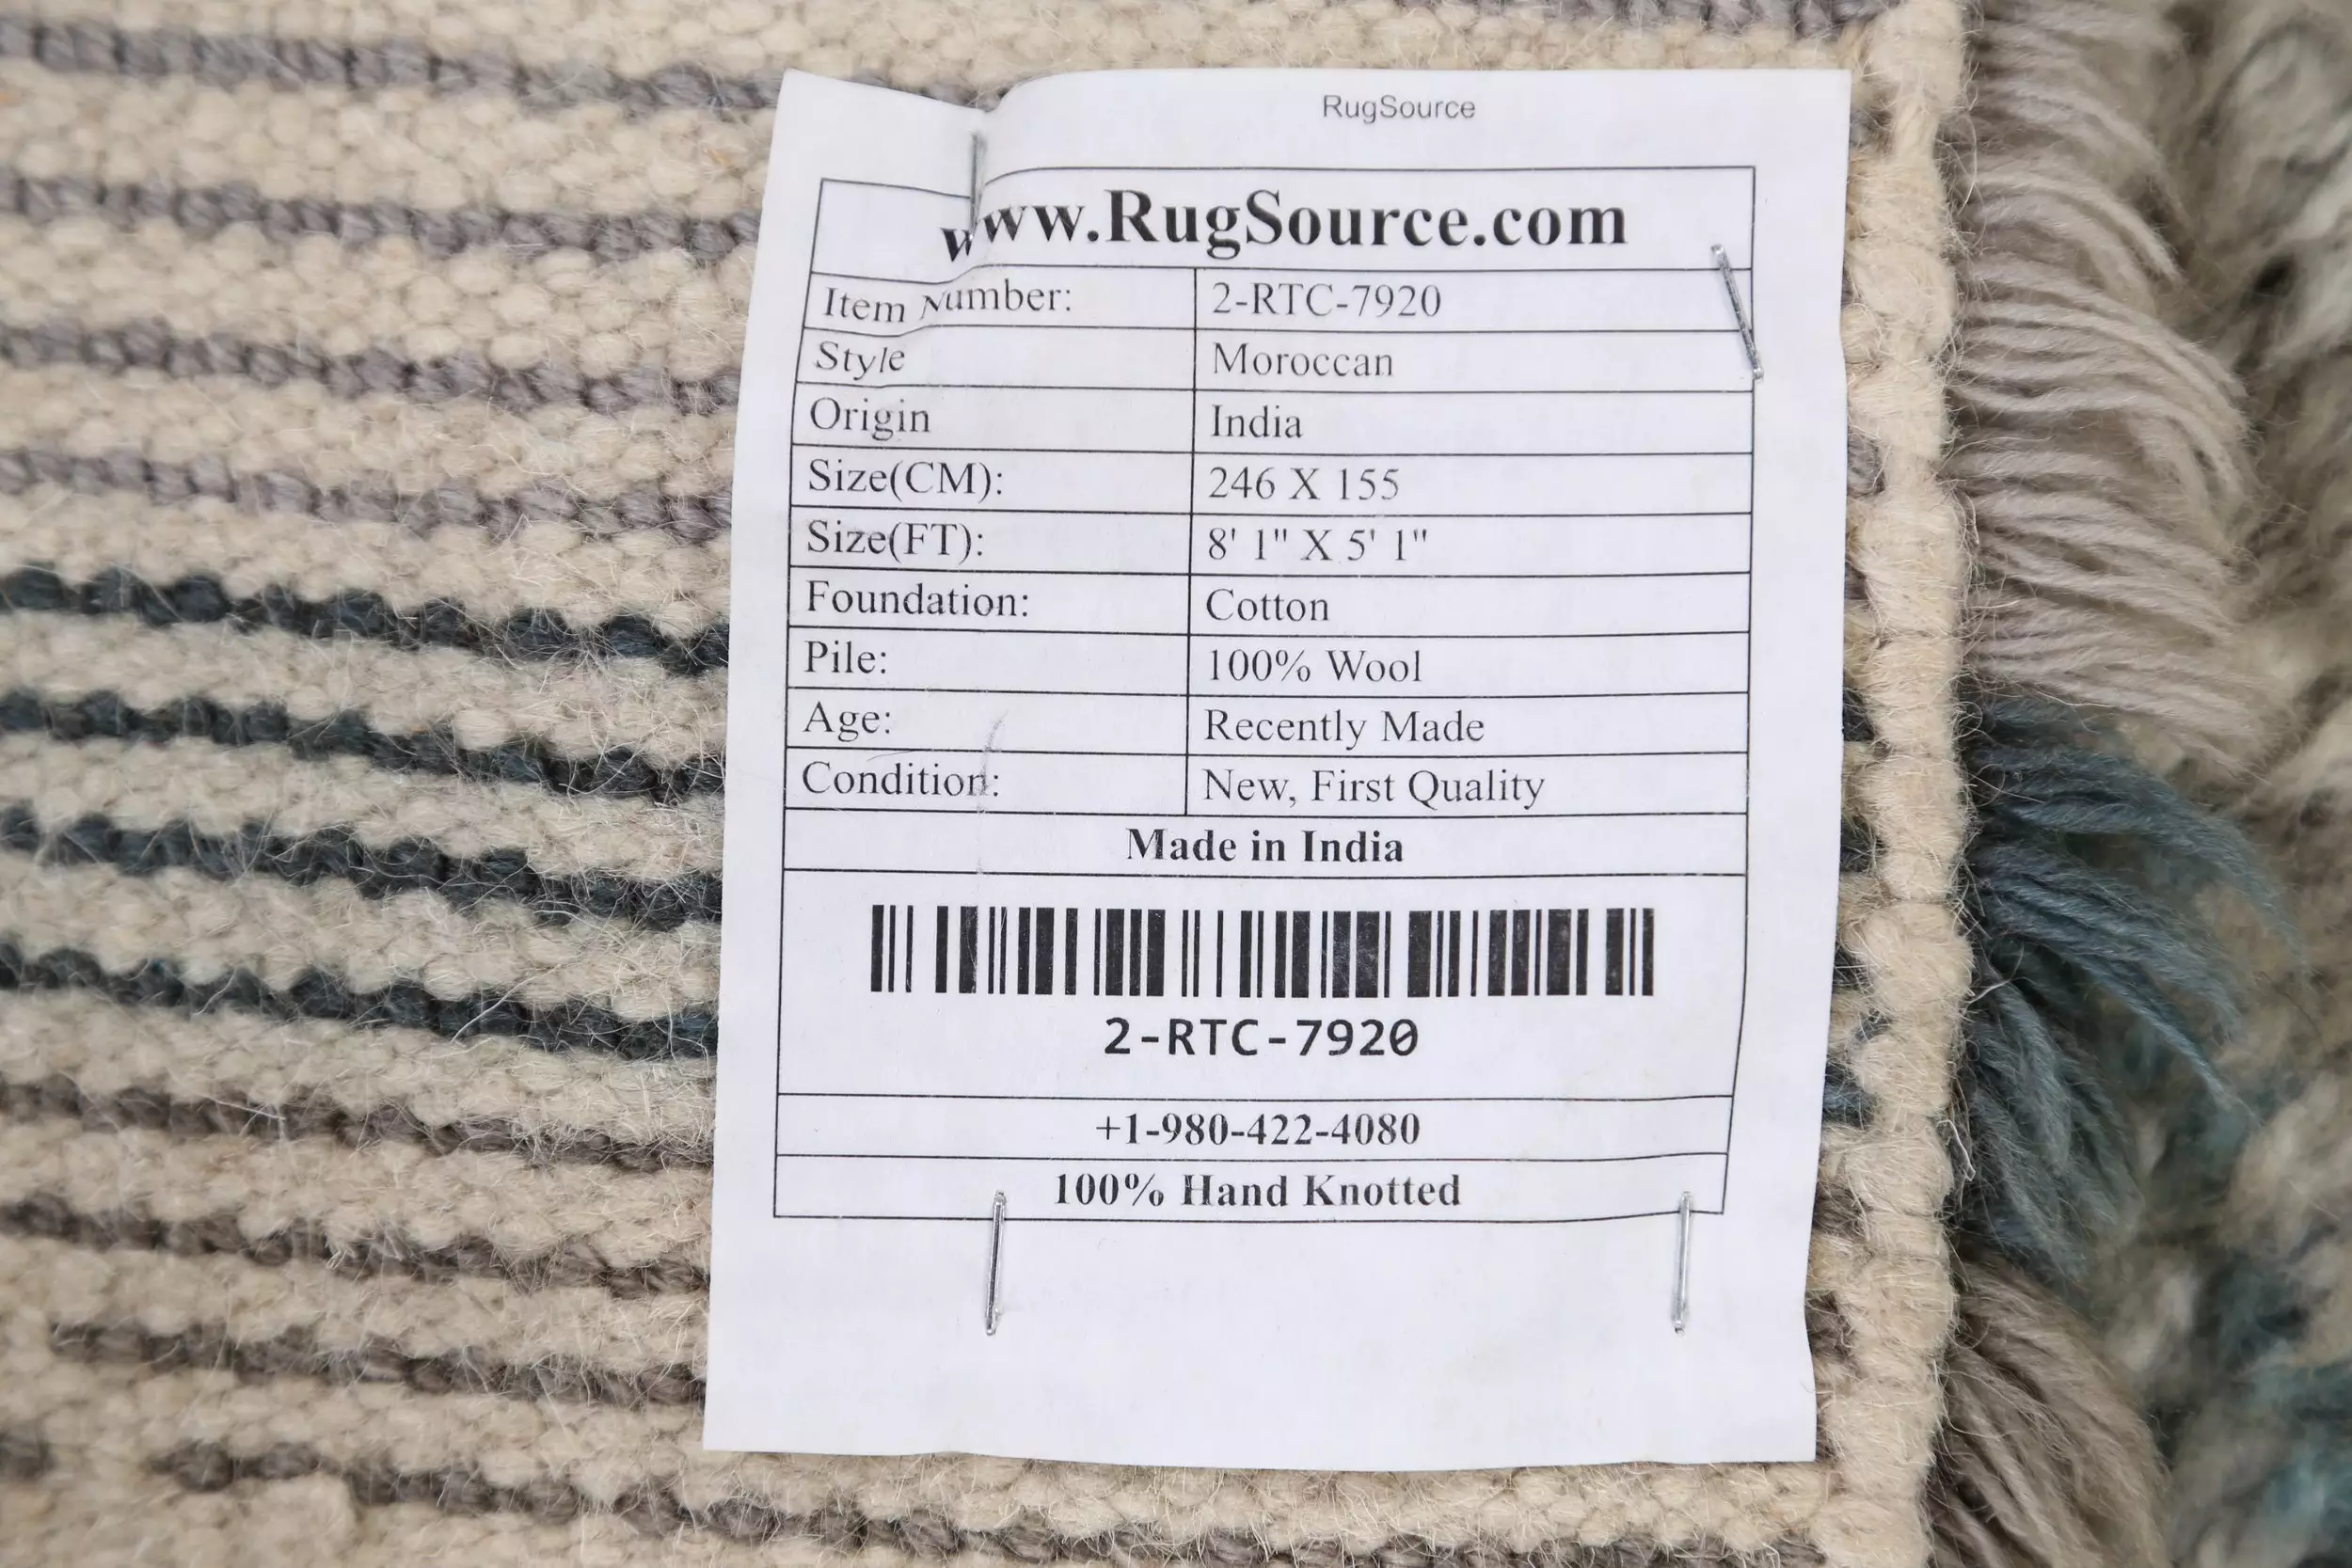 RugSource
www.RugSource.com
Item Number: 2-RTC-7920
Style Moroccan
Origin India
Size(CM): 246 X 155
Size(FT): 8' 1" X 5' 1"
Foundation: Cotton
Pile: 100% Wool
Age: Recently Made
Condition: New, First Quality
Made in India
2-RTC-7920
+1-980-422-4080
100% Hand Knotted